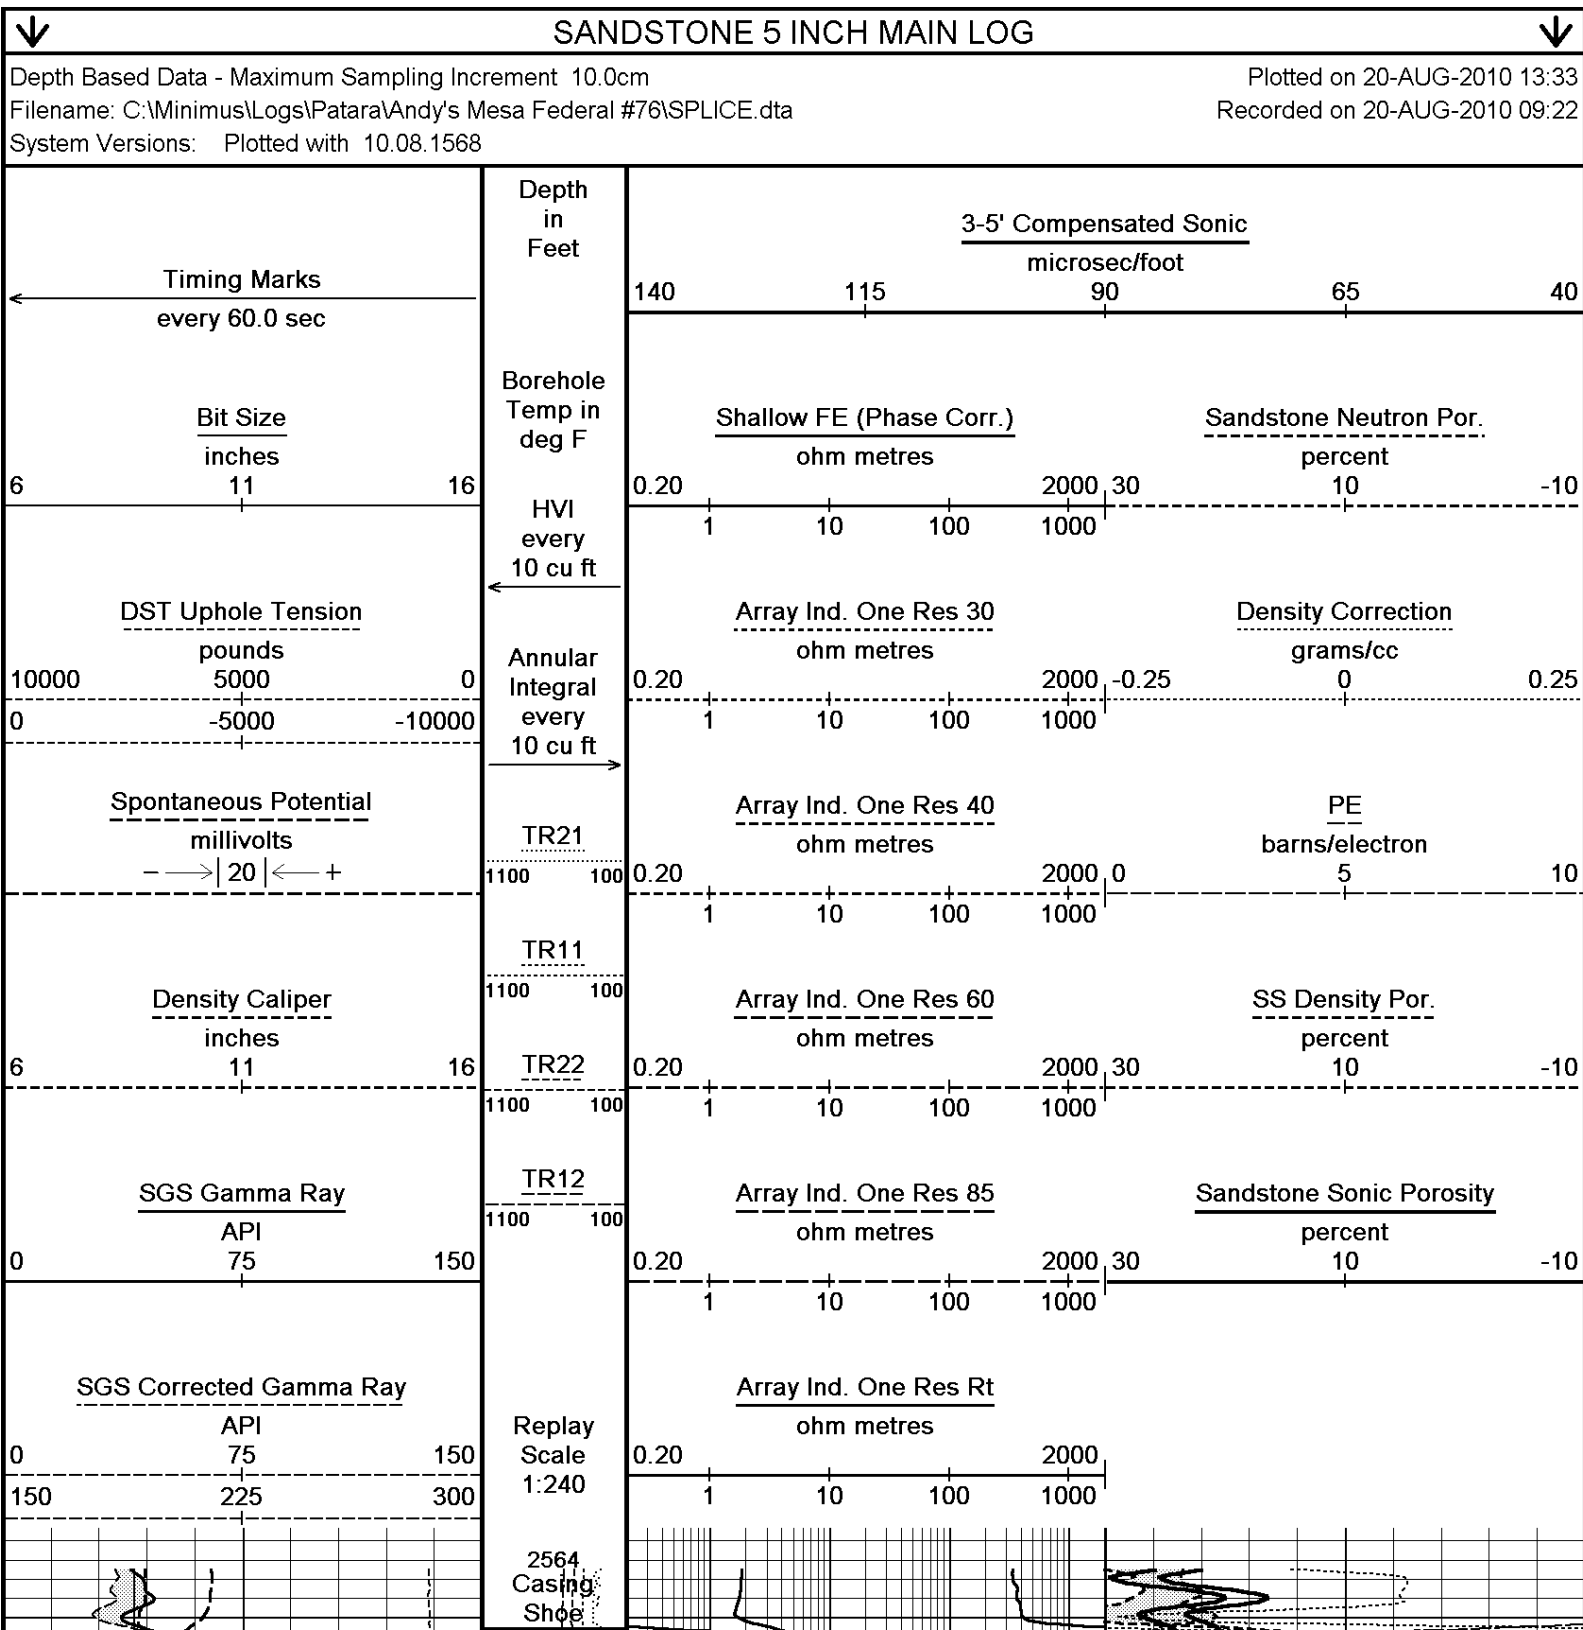 SANDSTONE 5 INCH MAIN LOG
Depth Based Data - Maximum Sampling Increment 10.0cm
Plotted on 20-AUG-2010 13:33
Filename: C:\Minimus\Logs\Patara\Andy's Mesa Federal #76\SPLICE.dta
Recorded on 20-AUG-2010 09:22
System Versions: Plotted with 10.08.1568
Timing Marks
every 60.0 sec
Bit Size
inches
6 11 16
DST Uphole Tension
pounds
10000 5000 0
0 -5000 -10000
Spontaneous Potential
millivolts
− 20 +
Density Caliper
inches
6 11 16
SGS Gamma Ray
API
0 75 150
SGS Corrected Gamma Ray
API
0 75 150
150 225 300
Depth
in
Feet
Borehole
Temp in
deg F
HVI
every
10 cu ft
Annular
Integral
every
10 cu ft
TR21
1100 100
TR11
1100 100
TR22
1100 100
TR12
1100 100
Replay
Scale
1:240
2564
Casing
Shoe
3-5' Compensated Sonic
microsec/foot
140 115 90 65 40
Shallow FE (Phase Corr.)
ohm metres
0.20 2000
1 10 100 1000
Array Ind. One Res 30
ohm metres
0.20 2000
1 10 100 1000
Array Ind. One Res 40
ohm metres
0.20 2000
1 10 100 1000
Array Ind. One Res 60
ohm metres
0.20 2000
1 10 100 1000
Array Ind. One Res 85
ohm metres
0.20 2000
1 10 100 1000
Array Ind. One Res Rt
ohm metres
0.20 2000
1 10 100 1000
Sandstone Neutron Por.
percent
30 10 -10
Density Correction
grams/cc
-0.25 0 0.25
PE
barns/electron
0 5 10
SS Density Por.
percent
30 10 -10
Sandstone Sonic Porosity
percent
30 10 -10